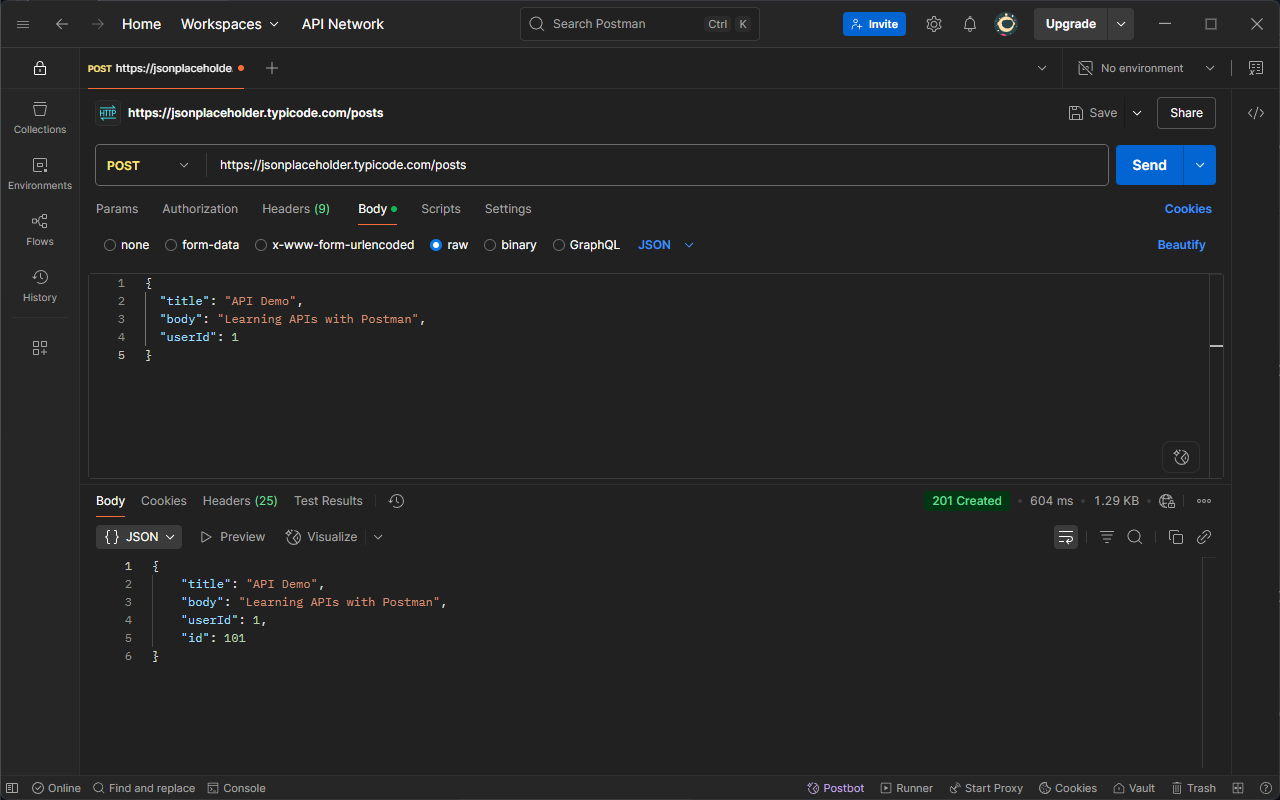 Home Workspaces API Network Search Postman Ctrl K Invite Upgrade
POST https://jsonplaceholde No environment
Collections
Environments
Flows
History
HTTP https://jsonplaceholder.typicode.com/posts Save Share
POST https://jsonplaceholder.typicode.com/posts Send
Params Authorization Headers (9) Body Scripts Settings Cookies
none form-data x-www-form-urlencoded raw binary GraphQL JSON Beautify
1 {
2 "title": "API Demo",
3 "body": "Learning APIs with Postman",
4 "userId": 1
5 }
Body Cookies Headers (25) Test Results 201 Created 604 ms 1.29 KB
{} JSON Preview Visualize
1 {
2 "title": "API Demo",
3 "body": "Learning APIs with Postman",
4 "userId": 1,
5 "id": 101
6 }
Online Find and replace Console Postbot Runner Start Proxy Cookies Vault Trash